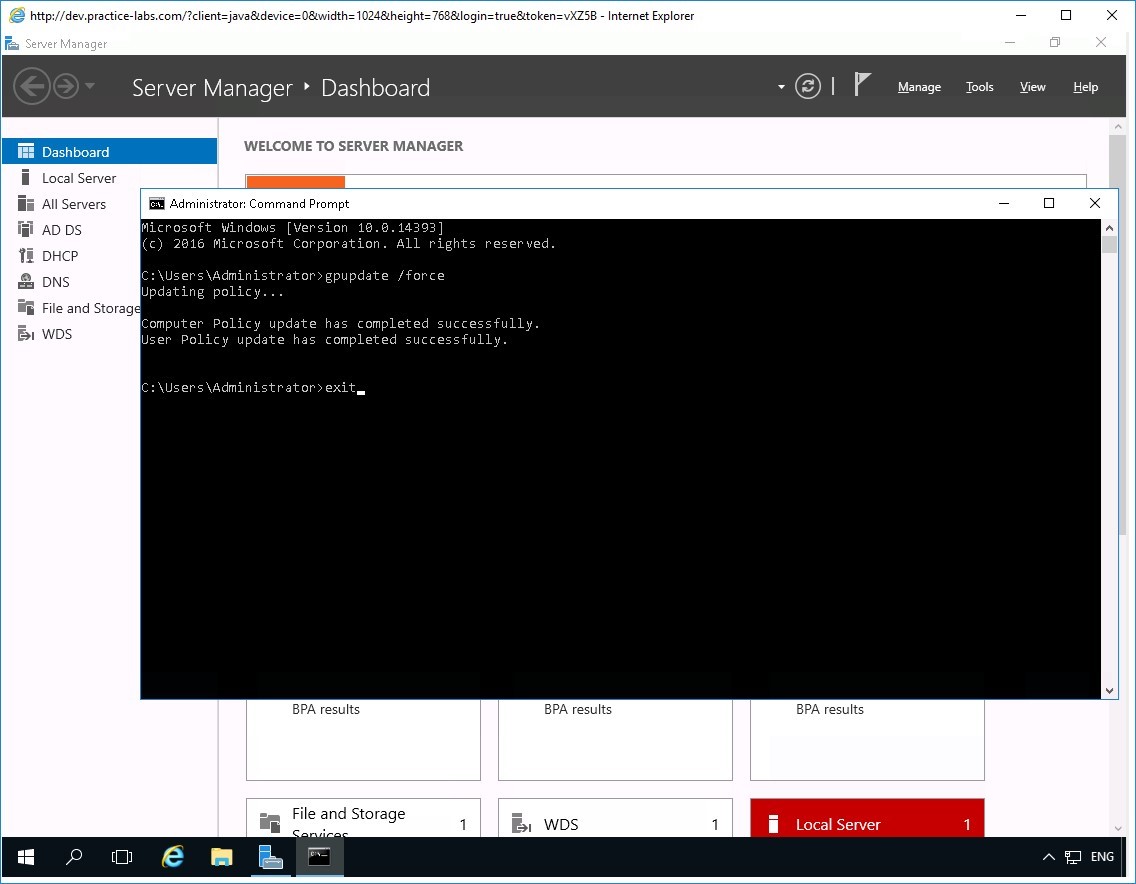 http://dev.practice-labs.com/?client=java&device=0&width=1024&height=768&login=true&token=vXZ5B - Internet Explorer
Server Manager
Server Manager Dashboard
Manage Tools View Help
Dashboard
Local Server
All Servers
AD DS
DHCP
DNS
File and Storage
WDS
WELCOME TO SERVER MANAGER
Administrator: Command Prompt
Microsoft Windows [Version 10.0.14393]
(c) 2016 Microsoft Corporation. All rights reserved.
C:\Users\Administrator>gpupdate /force
Updating policy...
Computer Policy update has completed successfully.
User Policy update has completed successfully.
C:\Users\Administrator>exit
BPA results BPA results BPA results
File and Storage
Services 1
WDS 1
Local Server 1
ENG